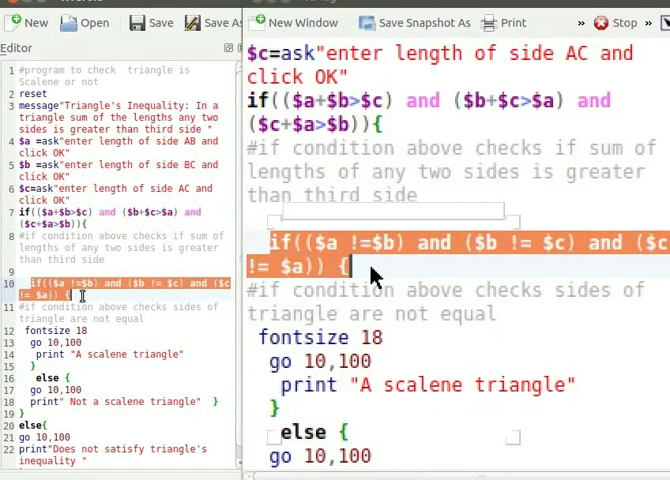 New Open Save Save As
New Window Save Snapshot As Print » Stop »
Editor
1 #program to check triangle is
Scalene or not
2 reset
3 message"Triangle's Inequality: In a
triangle sum of the lengths any two
sides is greater than third side "
4 $a =ask"enter length of side AB and
click OK"
5 $b =ask"enter length of side BC and
click OK"
6 $c=ask"enter length of side AC and
click OK"
7 if(($a+$b>$c) and ($b+$c>$a) and
($c+$a>$b)){
8 #if condition above checks if sum of
lengths of any two sides is greater
than third side
9
10 if(($a !=$b) and ($b != $c) and ($c
!= $a)) {
11 #if condition above checks sides of
triangle are not equal
12 fontsize 18
13 go 10,100
14 print "A scalene triangle"
15 }
16 else {
17 go 10,100
18 print" Not a scalene triangle" }
19 }
20 else{
21 go 10,100
22 print"Does not satisfy triangle's
inequality "
$c=ask"enter length of side AC and
click OK"
if(($a+$b>$c) and ($b+$c>$a) and
($c+$a>$b)){
#if condition above checks if sum of
lengths of any two sides is greater
than third side
if(($a !=$b) and ($b != $c) and ($c
!= $a)) {
#if condition above checks sides of
triangle are not equal
fontsize 18
go 10,100
print "A scalene triangle"
}
else {
go 10,100